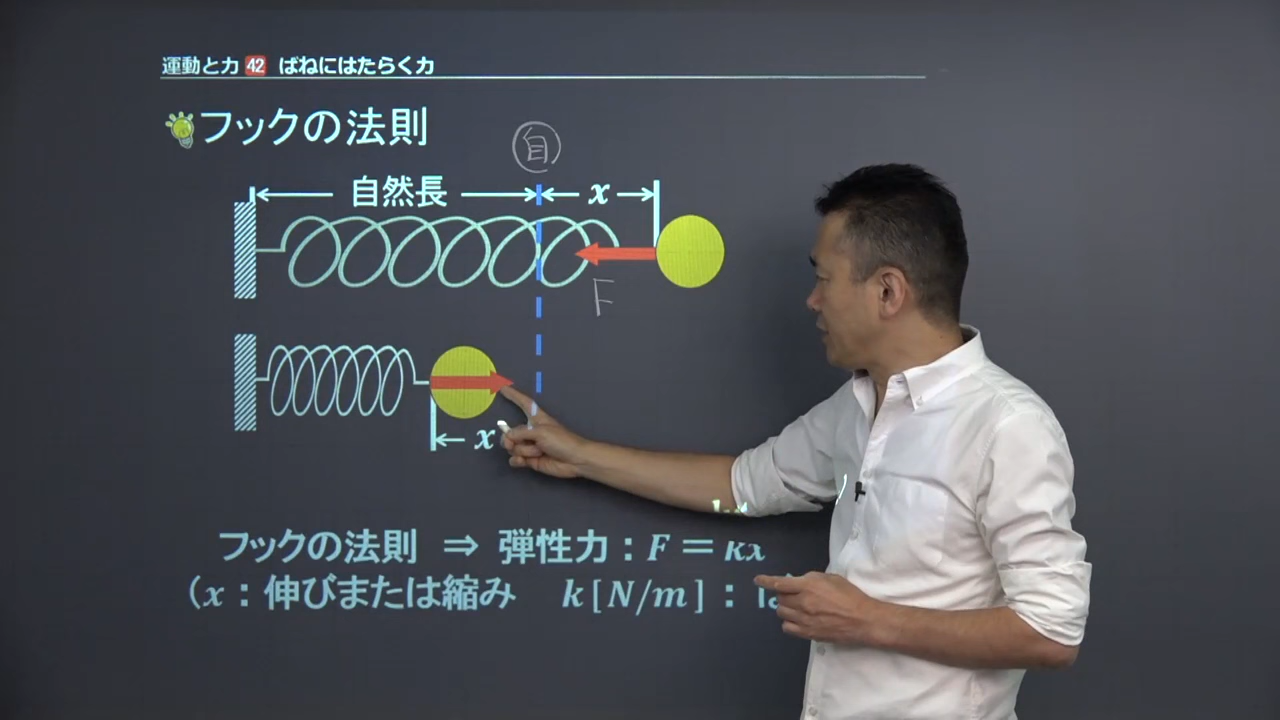 運動と力 42 ばねにはたらく力
フックの法則
自
自然長 x
F
x
フックの法則 ⇒ 弾性力：F＝kx
（x：伸びまたは縮み k[N/m]：ば